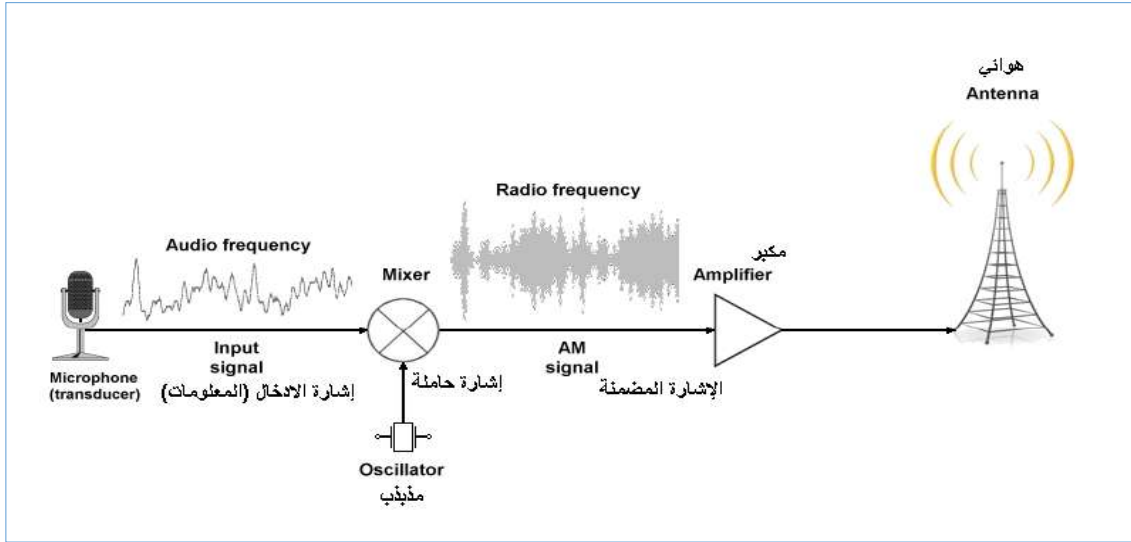 هوائي
Antenna
Radio frequency
Audio frequency
مكبر
Mixer
Amplifier
Input
signal
AM
signal
Microphone
(transducer)
إشارة الادخال (المعلومات)
إشارة حاملة
الإشارة المضمنة
Oscillator
مذبذب